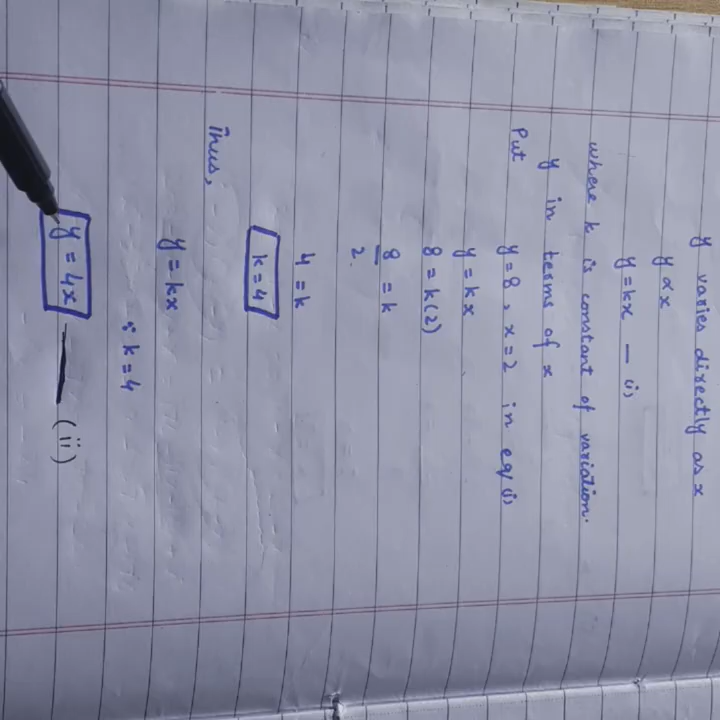 y varies directly as x
y ∝ x
y = kx — (i)
where k is constant of variation.
y in terms of x
Put y = 8 , x = 2 in eq (i)
y = kx
8 = k(2)
8/2 = k
4 = k
k = 4
Thus,
y = kx
∵ k = 4
y = 4x — (ii)